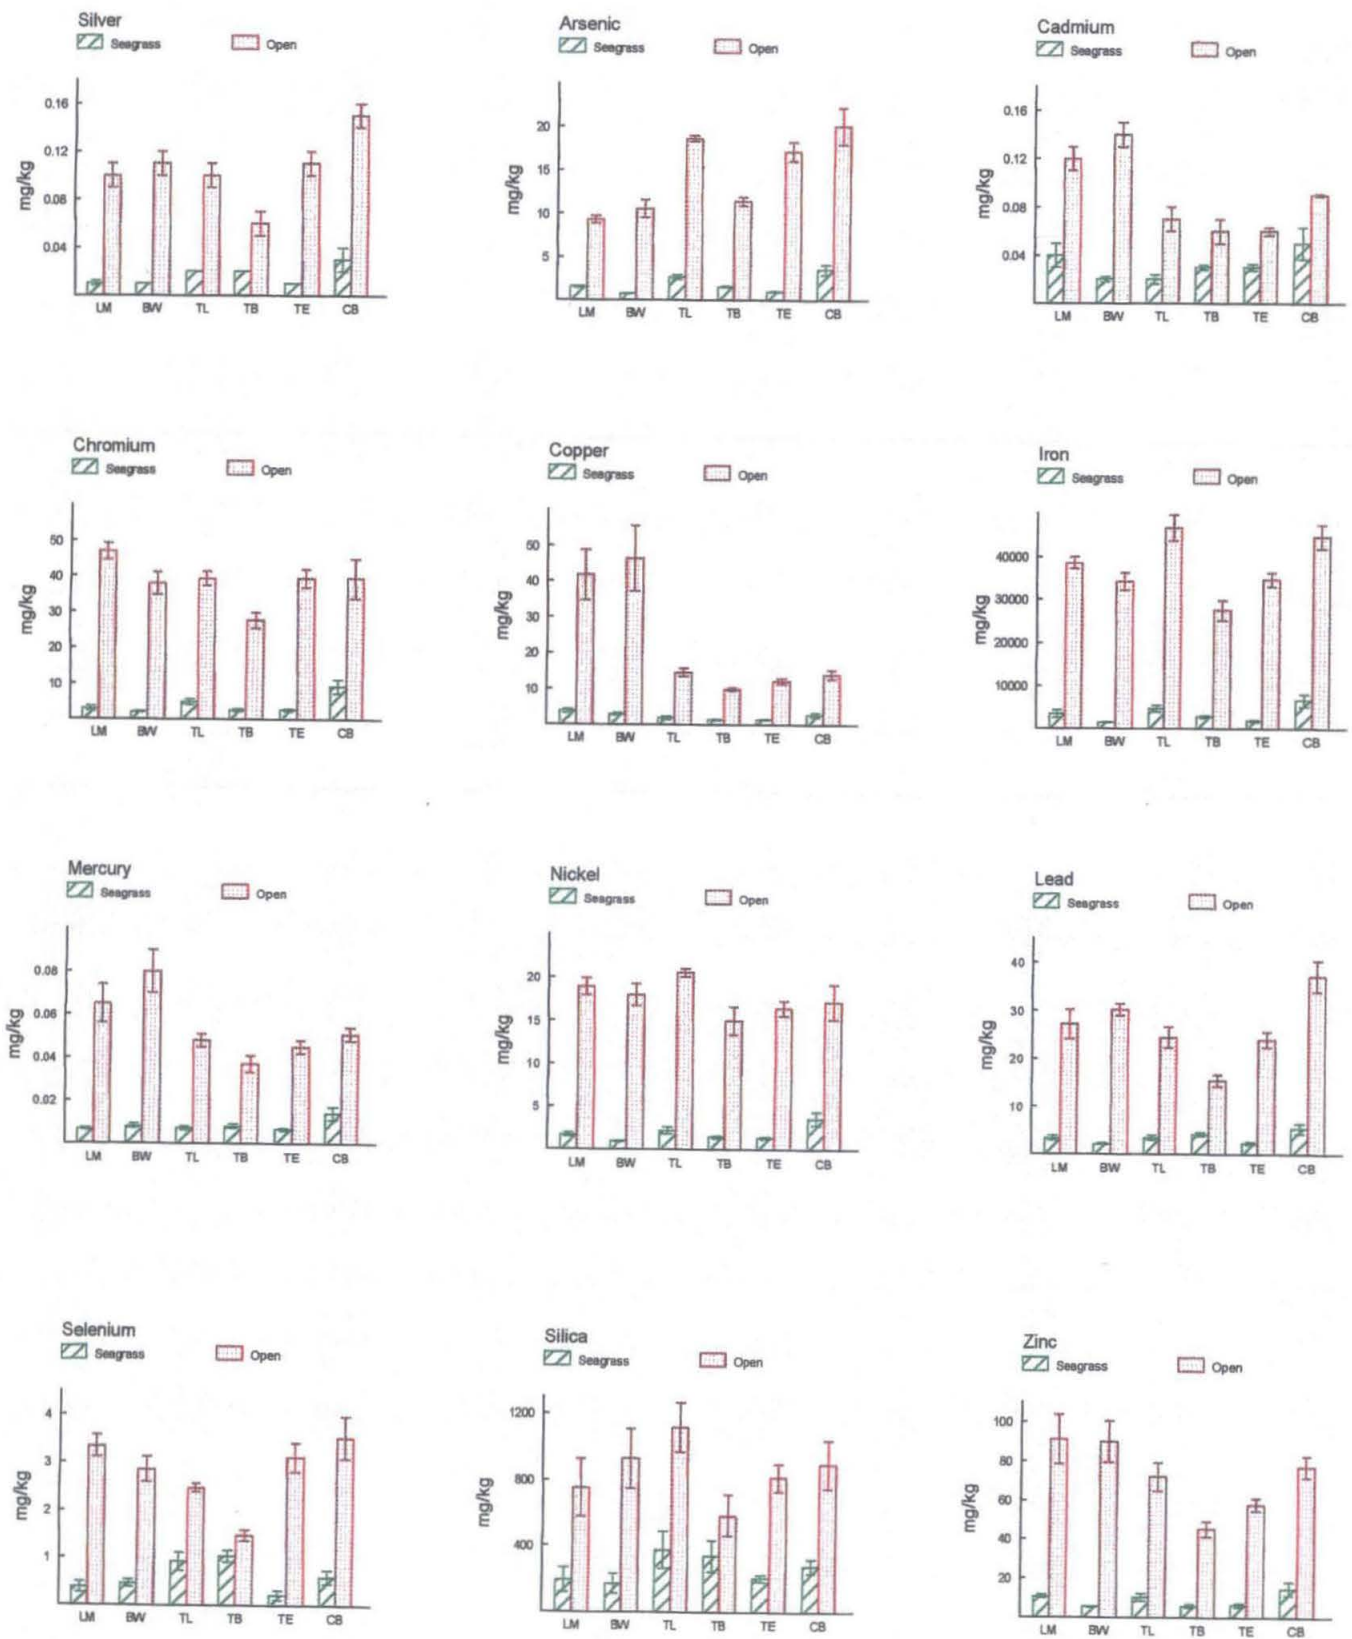 Silver
Seagrass Open
mg/kg
0.16
0.12
0.08
0.04
LM BW TL TB TE CB
Arsenic
Seagrass Open
mg/kg
20
15
10
5
LM BW TL TB TE CB
Cadmium
Seagrass Open
mg/kg
0.16
0.12
0.08
0.04
LM BW TL TB TE CB
Chromium
Seagrass Open
mg/kg
50
40
30
20
10
LM BW TL TB TE CB
Copper
Seagrass Open
mg/kg
50
40
30
20
10
LM BW TL TB TE CB
Iron
Seagrass Open
mg/kg
40000
30000
20000
10000
LM BW TL TB TE CB
Mercury
Seagrass Open
mg/kg
0.08
0.06
0.04
0.02
LM BW TL TB TE CB
Nickel
Seagrass Open
mg/kg
20
15
10
5
LM BW TL TB TE CB
Lead
Seagrass Open
mg/kg
40
30
20
10
LM BW TL TB TE CB
Selenium
Seagrass Open
mg/kg
4
3
2
1
LM BW TL TB TE CB
Silica
Seagrass Open
mg/kg
1200
800
400
LM BW TL TB TE CB
Zinc
Seagrass Open
mg/kg
100
80
60
40
20
LM BW TL TB TE CB